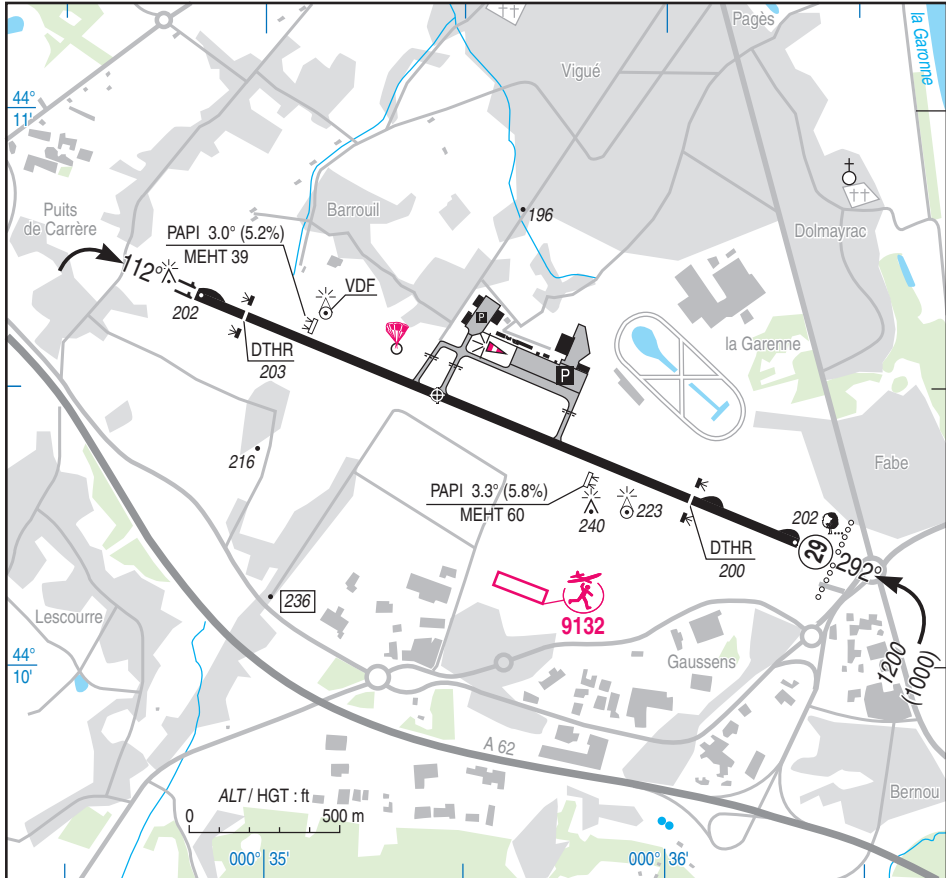 Pagès
la Garonne
Vigué
44°
11'
Puits
de Carrère
Barrouil
196
Dolmayrac
PAPI 3.0° (5.2%)
MEHT 39
VDF
112°
202
DTHR
203
P
P
la Garenne
216
Fabe
PAPI 3.3° (5.8%)
MEHT 60
240
223
202
DTHR
200
29
292°
236
9132
Lescourre
44°
10'
Gaussens
1200
(1000)
A 62
Bernou
ALT / HGT : ft
0
500 m
000° 35'
000° 36'